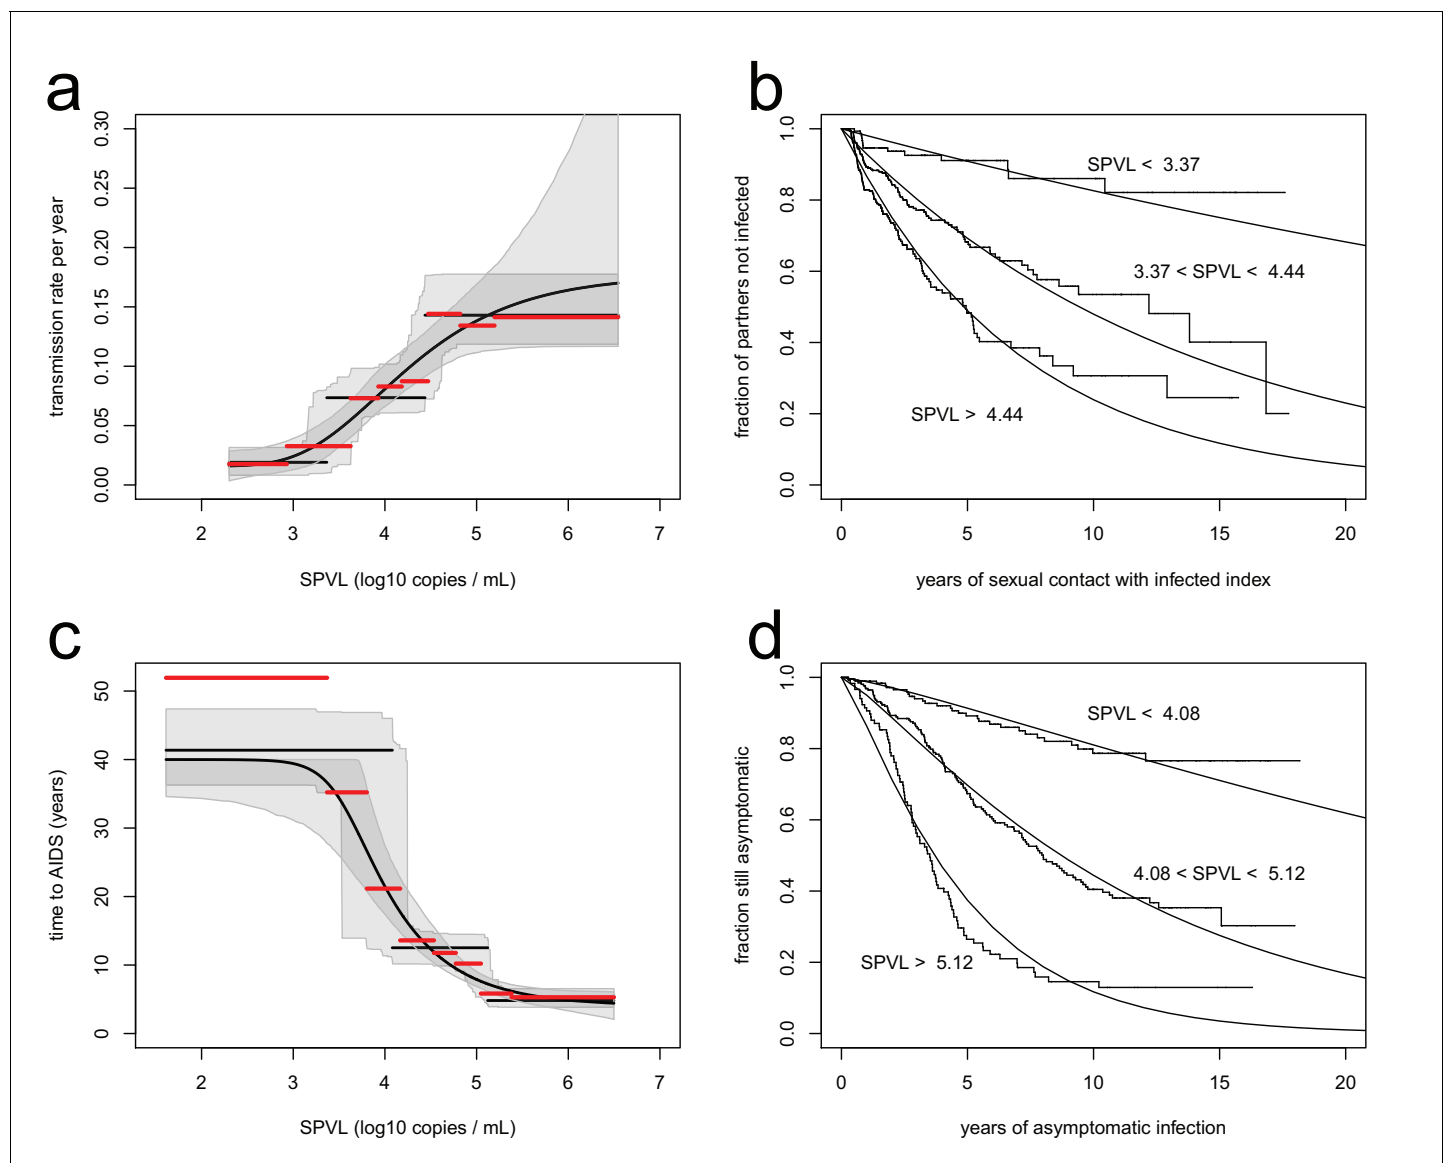 a
0.00 0.05 0.10 0.15 0.20 0.25 0.30
transmission rate per year
2 3 4 5 6 7
SPVL (log10 copies / mL)
b
0.0 0.2 0.4 0.6 0.8 1.0
fraction of partners not infected
SPVL < 3.37
3.37 < SPVL < 4.44
SPVL > 4.44
0 5 10 15 20
years of sexual contact with infected index
c
0 10 20 30 40 50
time to AIDS (years)
2 3 4 5 6 7
SPVL (log10 copies / mL)
d
0.0 0.2 0.4 0.6 0.8 1.0
fraction still asymptomatic
SPVL < 4.08
4.08 < SPVL < 5.12
SPVL > 5.12
0 5 10 15 20
years of asymptomatic infection